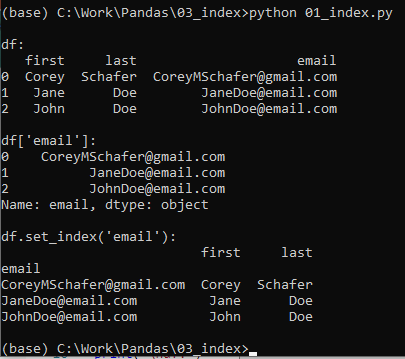 (base) C:\Work\Pandas\03_index>python 01_index.py
df:
   first     last                    email
0  Corey  Schafer  CoreyMSchafer@gmail.com
1   Jane      Doe        JaneDoe@email.com
2   John      Doe        JohnDoe@email.com
df['email']:
0    CoreyMSchafer@gmail.com
1          JaneDoe@email.com
2          JohnDoe@email.com
Name: email, dtype: object
df.set_index('email'):
                         first     last
email
CoreyMSchafer@gmail.com  Corey  Schafer
JaneDoe@email.com         Jane      Doe
JohnDoe@email.com         John      Doe
(base) C:\Work\Pandas\03_index>